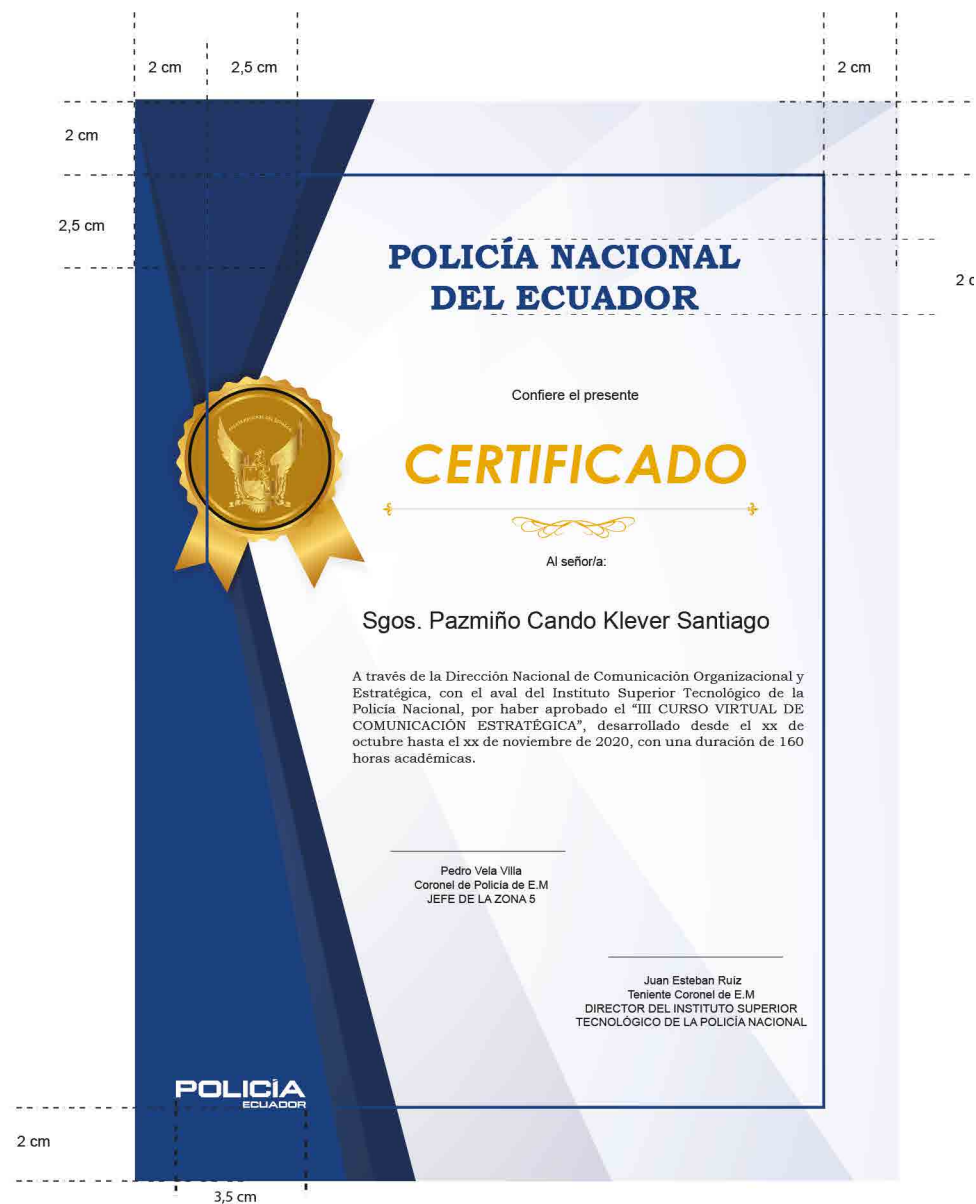 2 cm
2,5 cm
2 cm
2 cm
2,5 cm
POLICÍA NACIONAL
DEL ECUADOR
Confiere el presente
CERTIFICADO
Al señor/a:
Sgos. Pazmiño Cando Klever Santiago
A través de la Dirección Nacional de Comunicación Organizacional y
Estratégica, con el aval del Instituto Superior Tecnológico de la
Policía Nacional, por haber aprobado el “III CURSO VIRTUAL DE
COMUNICACIÓN ESTRATÉGICA”, desarrollado desde el xx de
octubre hasta el xx de noviembre de 2020, con una duración de 160
horas académicas.
Pedro Vela Villa
Coronel de Policia de E.M
JEFE DE LA ZONA 5
Juan Esteban Ruíz
Teniente Coronel de E.M
DIRECTOR DEL INSTITUTO SUPERIOR
TECNOLÓGICO DE LA POLICÍA NACIONAL
POLICÍA
ECUADOR
2 cm
3,5 cm